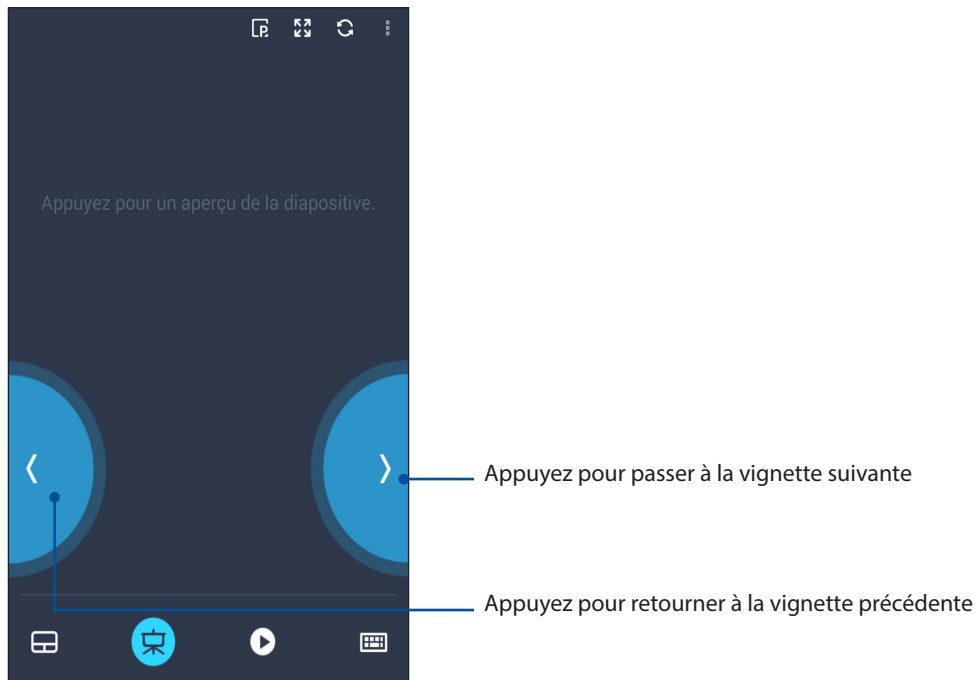 Appuyez pour un aperçu de la diapositive.
Appuyez pour passer à la vignette suivante
Appuyez pour retourner à la vignette précédente